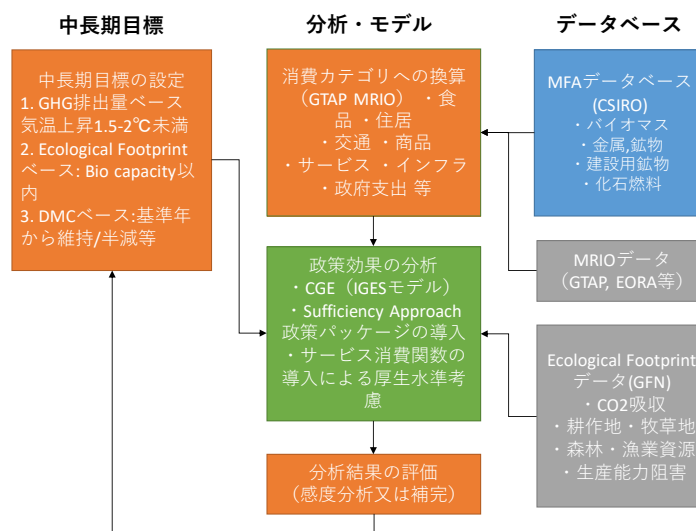 中長期目標
中長期目標の設定
1. GHG排出量ベース
気温上昇1.5-2℃未満
2. Ecological Footprint
ベース: Bio capacity以
内
3. DMCベース:基準年
から維持/半減等
分析・モデル
消費カテゴリへの換算
（GTAP MRIO） ・食
品 ・住居
・交通 ・商品
・サービス ・インフラ
・政府支出 等
政策効果の分析
・CGE（IGESモデル）
・Sufficiency Approach
政策パッケージの導入
・サービス消費関数の
導入による厚生水準考
慮
分析結果の評価
（感度分析又は補完）
データベース
MFAデータベース
(CSIRO)
・バイオマス
・金属,鉱物
・建設用鉱物
・化石燃料
MRIOデータ
（GTAP, EORA等）
Ecological Footprint
データ(GFN)
・CO2吸収
・耕作地・牧草地
・森林・漁業資源
・生産能力阻害